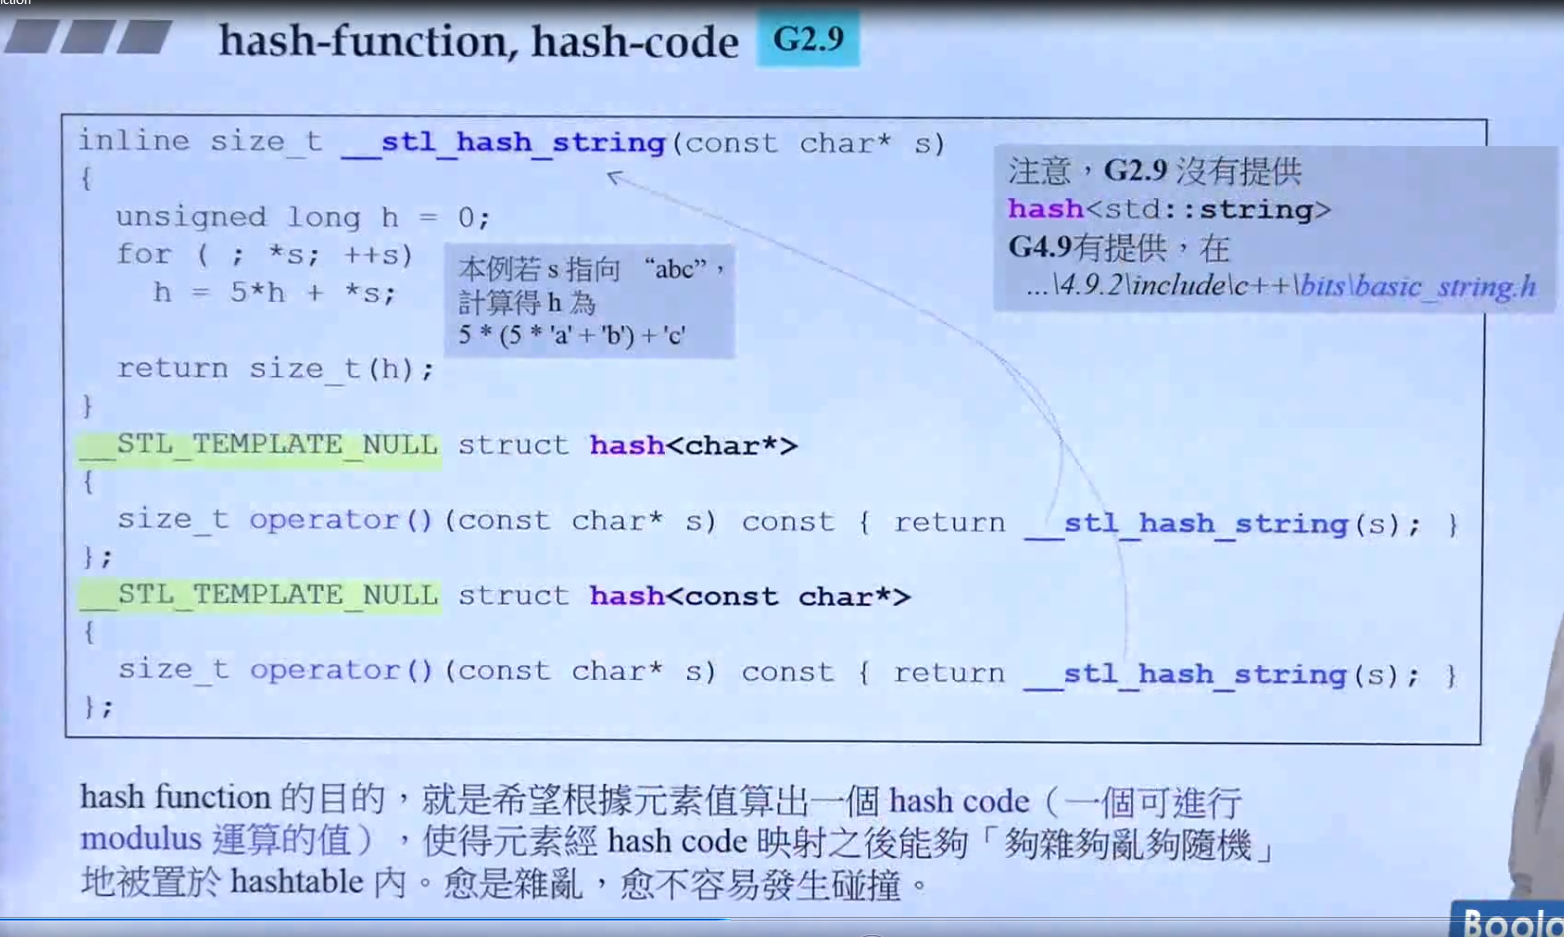 hash-function, hash-code G2.9
inline size_t __stl_hash_string(const char* s)
{
unsigned long h = 0;
for ( ; *s; ++s)
h = 5*h + *s;
return size_t(h);
}
本例若 s 指向 “abc”，
計算得 h 為
5 * (5 * 'a' + 'b') + 'c'
注意，G2.9 沒有提供
hash<std::string>
G4.9有提供，在
...\4.9.2\include\c++\bits\basic_string.h
__STL_TEMPLATE_NULL struct hash<char*>
{
size_t operator()(const char* s) const { return __stl_hash_string(s); }
};
__STL_TEMPLATE_NULL struct hash<const char*>
{
size_t operator()(const char* s) const { return __stl_hash_string(s); }
};
hash function 的目的，就是希望根據元素值算出一個 hash code（一個可進行
modulus 運算的值），使得元素經 hash code 映射之後能夠「夠雜夠亂夠隨機」
地被置於 hashtable 內。愈是雜亂，愈不容易發生碰撞。